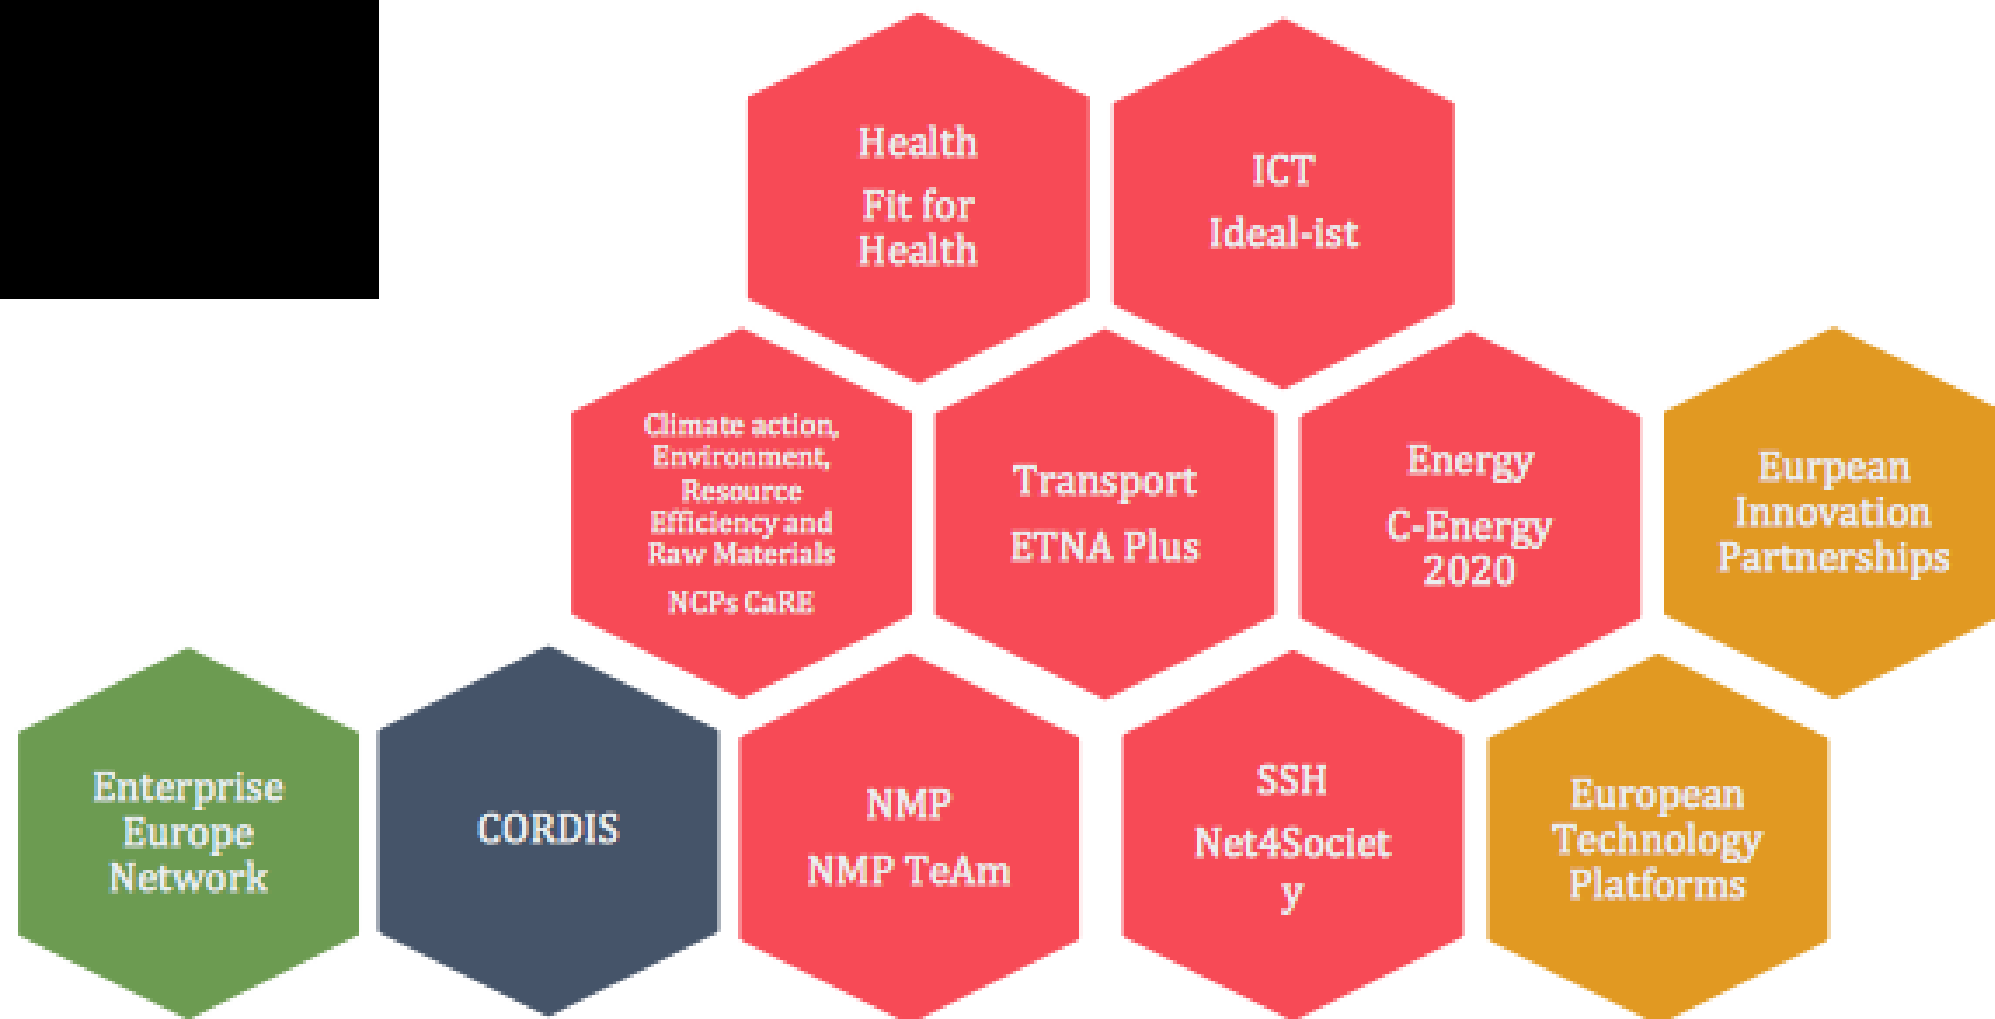 Health
Fit for
Health
ICT
Ideal-ist
Climate action,
Environment,
Resource
Efficiency and
Raw Materials
NCPs CaRE
Transport
ETNA Plus
Energy
C-Energy
2020
Eurpean
Innovation
Partnerships
Enterprise
Europe
Network
CORDIS
NMP
NMP TeAm
SSH
Net4Societ
y
European
Technology
Platforms